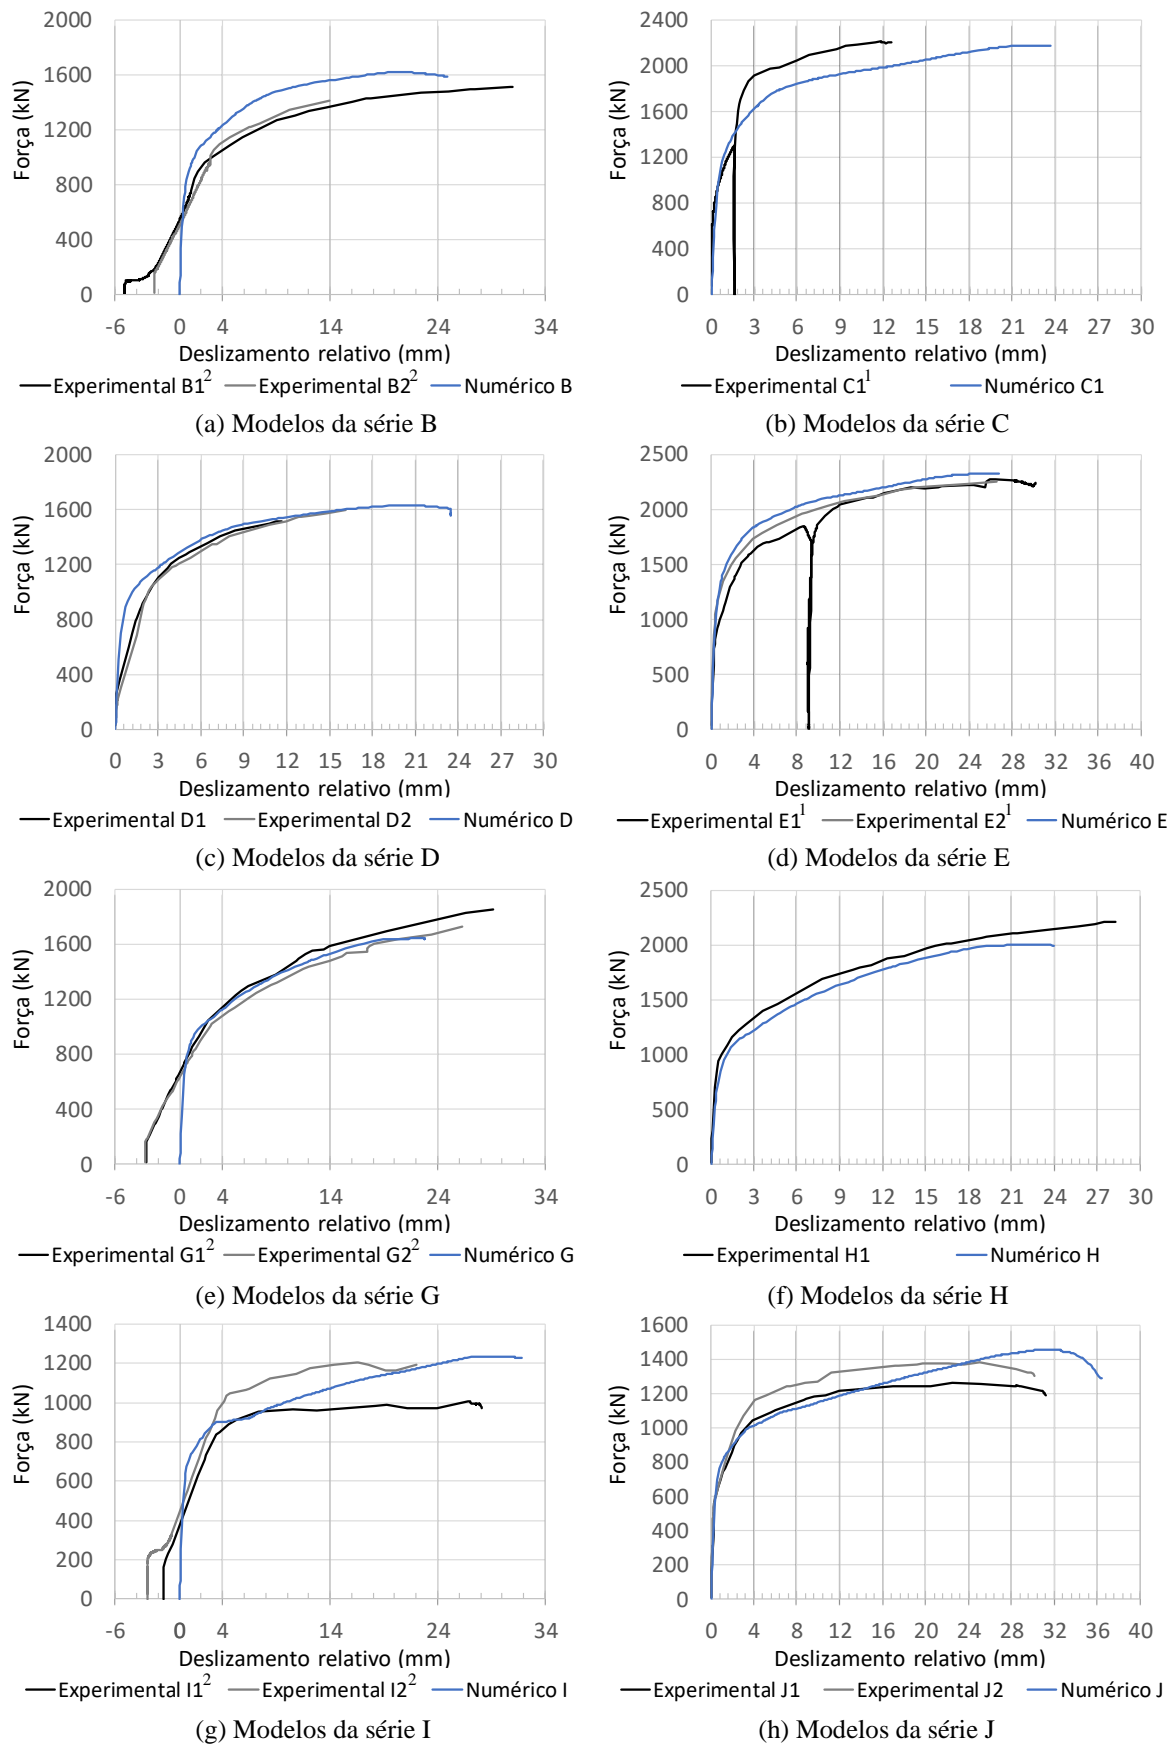 2000
1600
1200
800
400
0
Força (kN)
-6 0 4 14 24 34
Deslizamento relativo (mm)
Experimental B1² Experimental B2² Numérico B
(a) Modelos da série B
2400
2000
1600
1200
800
400
0
Força (kN)
0 3 6 9 12 15 18 21 24 27 30
Deslizamento relativo (mm)
Experimental C1¹ Numérico C1
(b) Modelos da série C
2000
1600
1200
800
400
0
Força (kN)
0 3 6 9 12 15 18 21 24 27 30
Deslizamento relativo (mm)
Experimental D1 Experimental D2 Numérico D
(c) Modelos da série D
2500
2000
1500
1000
500
0
Força (kN)
0 4 8 12 16 20 24 28 32 36 40
Deslizamento relativo (mm)
Experimental E1¹ Experimental E2¹ Numérico E
(d) Modelos da série E
2000
1600
1200
800
400
0
Força (kN)
-6 0 4 14 24 34
Deslizamento relativo (mm)
Experimental G1² Experimental G2² Numérico G
(e) Modelos da série G
2500
2000
1500
1000
500
0
Força (kN)
0 3 6 9 12 15 18 21 24 27 30
Deslizamento relativo (mm)
Experimental H1 Numérico H
(f) Modelos da série H
1400
1200
1000
800
600
400
200
0
Força (kN)
-6 0 4 14 24 34
Deslizamento relativo (mm)
Experimental I1² Experimental I2² Numérico I
(g) Modelos da série I
1600
1400
1200
1000
800
600
400
200
0
Força (kN)
0 4 8 12 16 20 24 28 32 36 40
Deslizamento relativo (mm)
Experimental J1 Experimental J2 Numérico J
(h) Modelos da série J